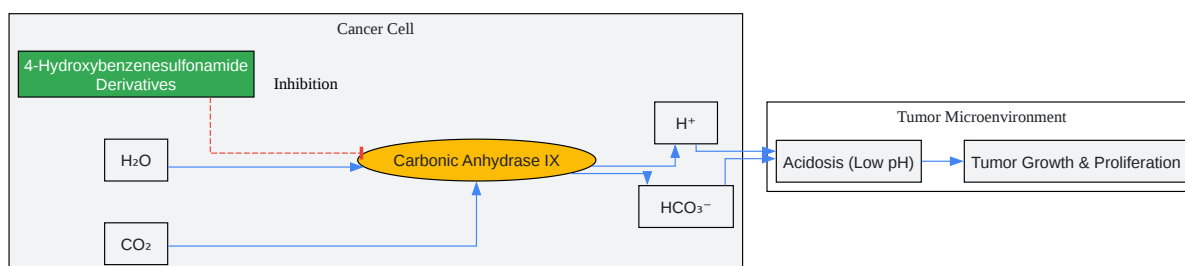 Cancer Cell
4-Hydroxybenzenesulfonamide
Derivatives
Inhibition
H₂O
Carbonic Anhydrase IX
CO₂
H⁺
HCO₃⁻
Tumor Microenvironment
Acidosis (Low pH)
Tumor Growth & Proliferation